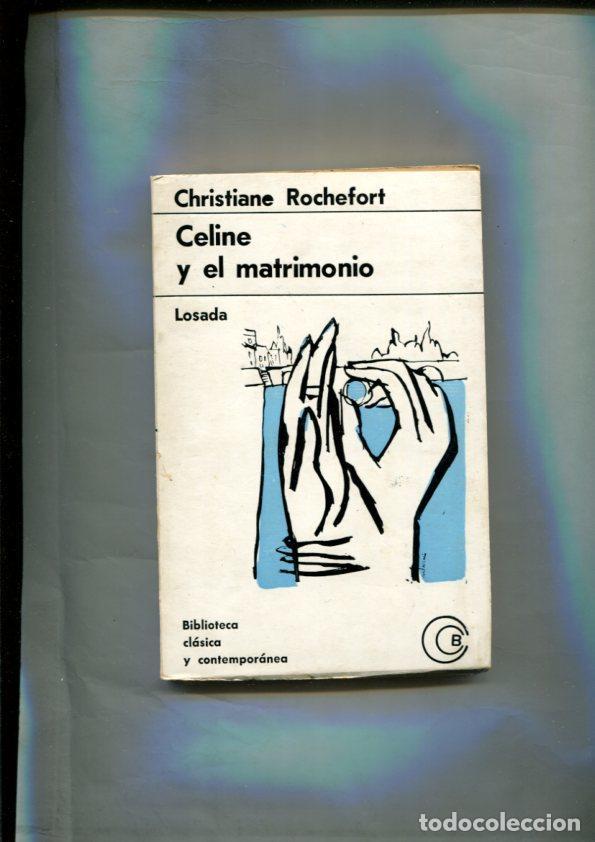 Christiane Rochefort
Celine
y el matrimonio
Losada
Biblioteca
clásica
y contemporánea
B
todocoleccion